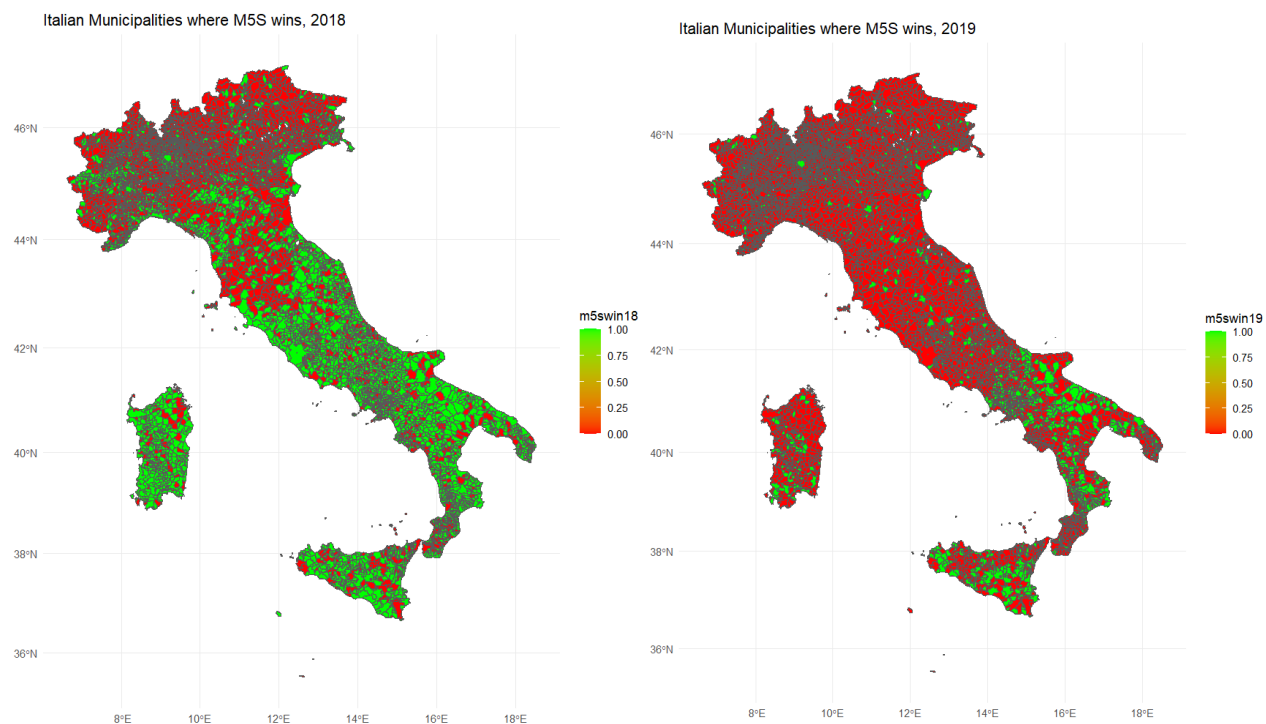 Italian Municipalities where M5S wins, 2018
46°N
44°N
42°N
40°N
38°N
36°N
8°E
10°E
12°E
14°E
16°E
18°E
m5swin18
1.00
0.75
0.50
0.25
0.00
Italian Municipalities where M5S wins, 2019
46°N
44°N
42°N
40°N
38°N
36°N
8°E
10°E
12°E
14°E
16°E
18°E
m5swin19
1.00
0.75
0.50
0.25
0.00